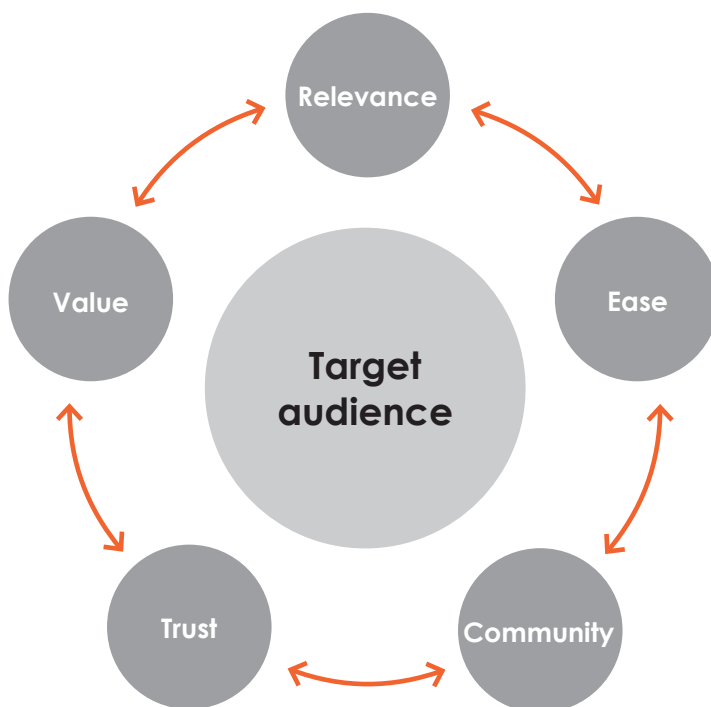 Relevance
Value
Ease
Target
audience
Trust
Community